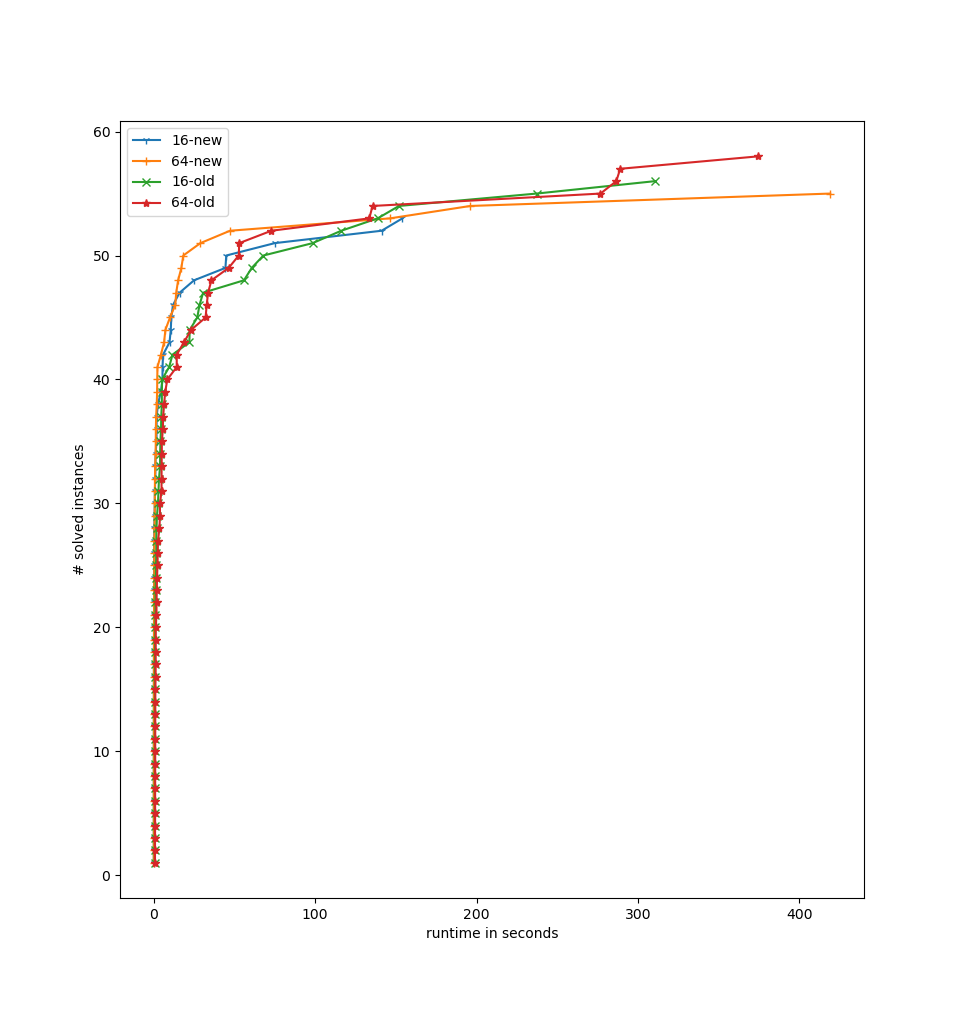 16-new
64-new
16-old
64-old
60
50
40
30
20
10
0
# solved instances
0 100 200 300 400
runtime in seconds